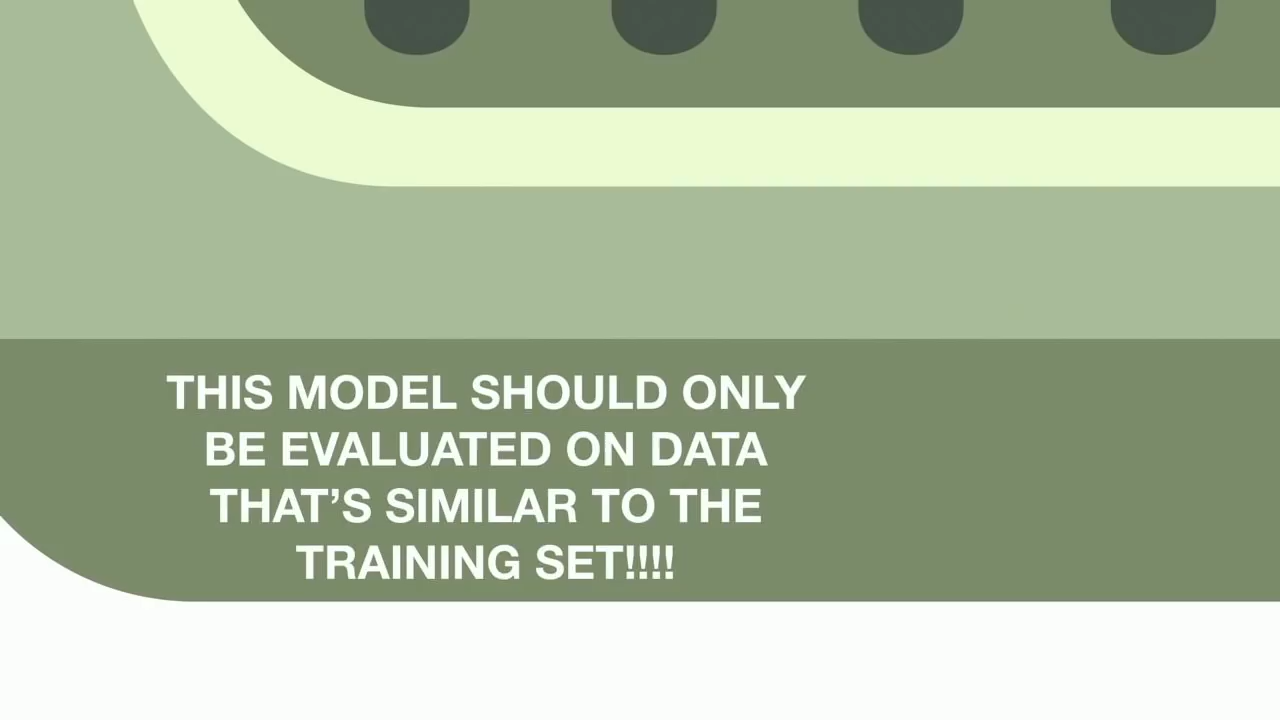 THIS MODEL SHOULD ONLY
BE EVALUATED ON DATA
THAT’S SIMILAR TO THE
TRAINING SET!!!!